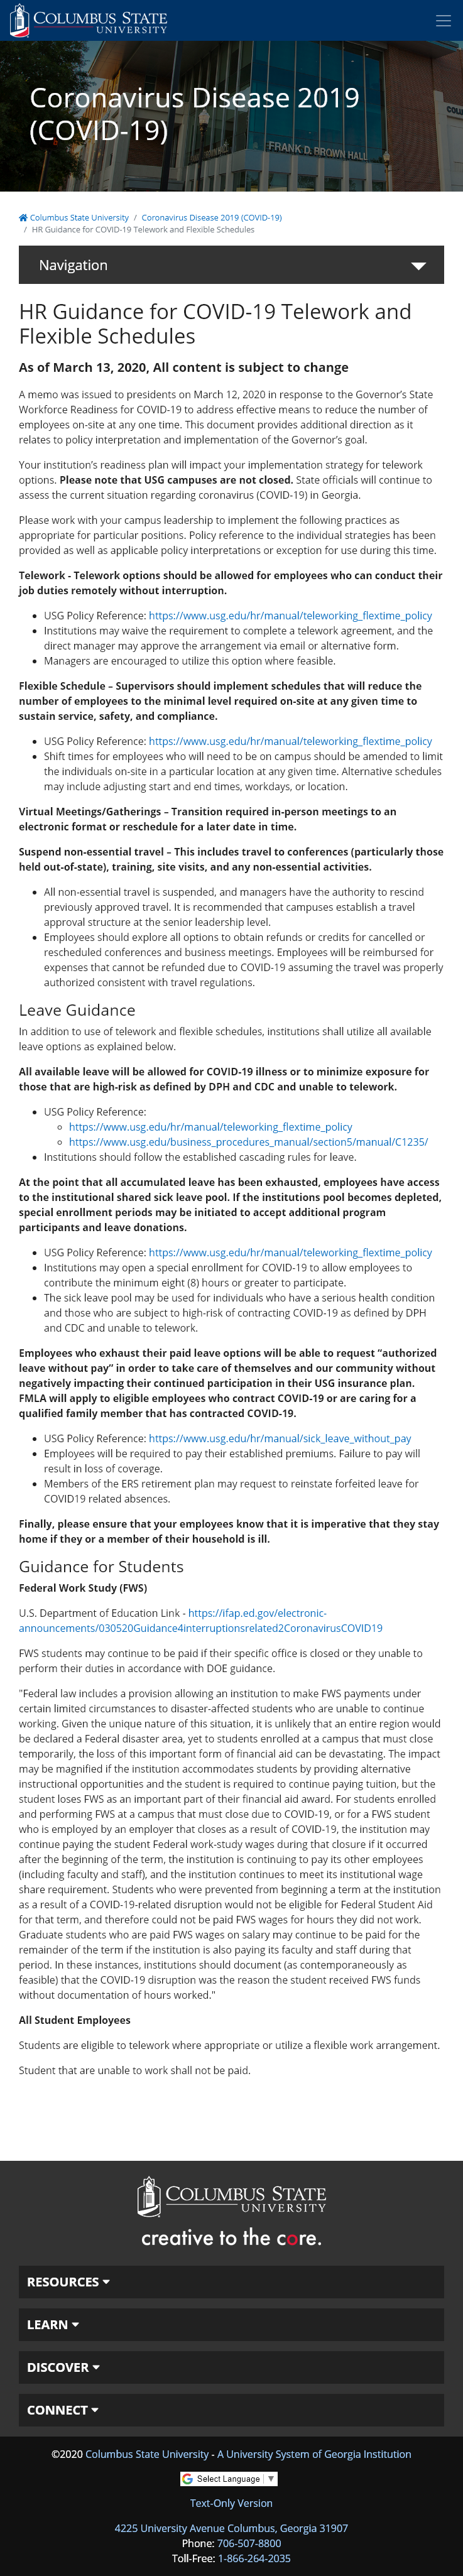 COLUMBUS STATE
UNIVERSITY
Coronavirus Disease 2019
(COVID-19)
FRANK D. BROWN HALL
Columbus State University / Coronavirus Disease 2019 (COVID-19)
/ HR Guidance for COVID-19 Telework and Flexible Schedules
Navigation
HR Guidance for COVID-19 Telework and
Flexible Schedules
As of March 13, 2020, All content is subject to change
A memo was issued to presidents on March 12, 2020 in response to the Governor's State
Workforce Readiness for COVID-19 to address effective means to reduce the number of
employees on-site at any one time. This document provides additional direction as it
relates to policy interpretation and implementation of the Governor's goal.
Your institution's readiness plan will impact your implementation strategy for telework
options. Please note that USG campuses are not closed. State officials will continue to
assess the current situation regarding coronavirus (COVID-19) in Georgia.
Please work with your campus leadership to implement the following practices as
appropriate for particular positions. Policy reference to the individual strategies has been
provided as well as applicable policy interpretations or exception for use during this time.
Telework - Telework options should be allowed for employees who can conduct their
job duties remotely without interruption.
• USG Policy Reference: https://www.usg.edu/hr/manual/teleworking_flextime_policy
• Institutions may waive the requirement to complete a telework agreement, and the
direct manager may approve the arrangement via email or alternative form.
• Managers are encouraged to utilize this option where feasible.
Flexible Schedule – Supervisors should implement schedules that will reduce the
number of employees to the minimal level required on-site at any given time to
sustain service, safety, and compliance.
• USG Policy Reference: https://www.usg.edu/hr/manual/teleworking_flextime_policy
• Shift times for employees who will need to be on campus should be amended to limit
the individuals on-site in a particular location at any given time. Alternative schedules
may include adjusting start and end times, workdays, or location.
Virtual Meetings/Gatherings – Transition required in-person meetings to an
electronic format or reschedule for a later date in time.
Suspend non-essential travel – This includes travel to conferences (particularly those
held out-of-state), training, site visits, and any non-essential activities.
• All non-essential travel is suspended, and managers have the authority to rescind
previously approved travel. It is recommended that campuses establish a travel
approval structure at the senior leadership level.
• Employees should explore all options to obtain refunds or credits for cancelled or
rescheduled conferences and business meetings. Employees will be reimbursed for
expenses that cannot be refunded due to COVID-19 assuming the travel was properly
authorized consistent with travel regulations.
Leave Guidance
In addition to use of telework and flexible schedules, institutions shall utilize all available
leave options as explained below.
All available leave will be allowed for COVID-19 illness or to minimize exposure for
those that are high-risk as defined by DPH and CDC and unable to telework.
• USG Policy Reference:
◦ https://www.usg.edu/hr/manual/teleworking_flextime_policy
◦ https://www.usg.edu/business_procedures_manual/section5/manual/C1235/
• Institutions should follow the established cascading rules for leave.
At the point that all accumulated leave has been exhausted, employees have access
to the institutional shared sick leave pool. If the institutions pool becomes depleted,
special enrollment periods may be initiated to accept additional program
participants and leave donations.
• USG Policy Reference: https://www.usg.edu/hr/manual/teleworking_flextime_policy
• Institutions may open a special enrollment for COVID-19 to allow employees to
contribute the minimum eight (8) hours or greater to participate.
• The sick leave pool may be used for individuals who have a serious health condition
and those who are subject to high-risk of contracting COVID-19 as defined by DPH
and CDC and unable to telework.
Employees who exhaust their paid leave options will be able to request "authorized
leave without pay" in order to take care of themselves and our community without
negatively impacting their continued participation in their USG insurance plan.
FMLA will apply to eligible employees who contract COVID-19 or are caring for a
qualified family member that has contracted COVID-19.
• USG Policy Reference: https://www.usg.edu/hr/manual/sick_leave_without_pay
• Employees will be required to pay their established premiums. Failure to pay will
result in loss of coverage.
• Members of the ERS retirement plan may request to reinstate forfeited leave for
COVID19 related absences.
Finally, please ensure that your employees know that it is imperative that they stay
home if they or a member of their household is ill.
Guidance for Students
Federal Work Study (FWS)
U.S. Department of Education Link - https://ifap.ed.gov/electronic-
announcements/030520Guidance4interruptionsrelated2CoronavirusCOVID19
FWS students may continue to be paid if their specific office is closed or they unable to
perform their duties in accordance with DOE guidance.
"Federal law includes a provision allowing an institution to make FWS payments under
certain limited circumstances to disaster-affected students who are unable to continue
working. Given the unique nature of this situation, it is unlikely that an entire region would
be declared a Federal disaster area, yet to students enrolled at a campus that must close
temporarily, the loss of this important form of financial aid can be devastating. The impact
may be magnified if the institution accommodates students by providing alternative
instructional opportunities and the student is required to continue paying tuition, but the
student loses FWS as an important part of their financial aid award. For students enrolled
and performing FWS at a campus that must close due to COVID-19, or for a FWS student
who is employed by an employer that closes as a result of COVID-19, the institution may
continue paying the student Federal work-study wages during that closure if it occurred
after the beginning of the term, the institution is continuing to pay its other employees
(including faculty and staff), and the institution continues to meet its institutional wage
share requirement. Students who were prevented from beginning a term at the institution
as a result of a COVID-19-related disruption would not be eligible for Federal Student Aid
for that term, and therefore could not be paid FWS wages for hours they did not work.
Graduate students who are paid FWS wages on salary may continue to be paid for the
remainder of the term if the institution is also paying its faculty and staff during that
period. In these instances, institutions should document (as contemporaneously as
feasible) that the COVID-19 disruption was the reason the student received FWS funds
without documentation of hours worked."
All Student Employees
Students are eligible to telework where appropriate or utilize a flexible work arrangement.
Student that are unable to work shall not be paid.
COLUMBUS STATE
UNIVERSITY
creative to the core.
RESOURCES
LEARN
DISCOVER
CONNECT
©2020 Columbus State University - A University System of Georgia Institution
Select Language ▼
Text-Only Version
4225 University Avenue Columbus, Georgia 31907
Phone: 706-507-8800
Toll-Free: 1-866-264-2035